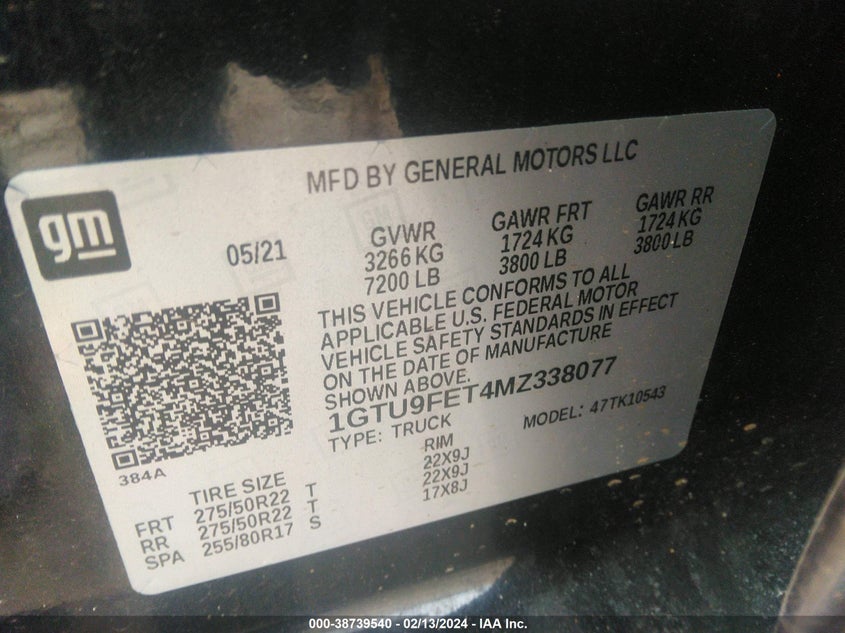 MFD BY GENERAL MOTORS LLC
gm
05/21
GVWR
3266 KG
7200 LB
GAWR FRT
1724 KG
3800 LB
GAWR RR
1724 KG
3800 LB
THIS VEHICLE CONFORMS TO ALL
APPLICABLE U.S. FEDERAL MOTOR
VEHICLE SAFETY STANDARDS IN EFFECT
ON THE DATE OF MANUFACTURE
SHOWN ABOVE.
1GTU9FET4MZ338077
TYPE: TRUCK
MODEL: 47TK10543
384A
TIRE SIZE
RIM
FRT 275/50R22 T 22X9J
RR 275/50R22 T 22X9J
SPA 255/80R17 S 17X8J
000-38739540 - 02/13/2024 - IAA Inc.